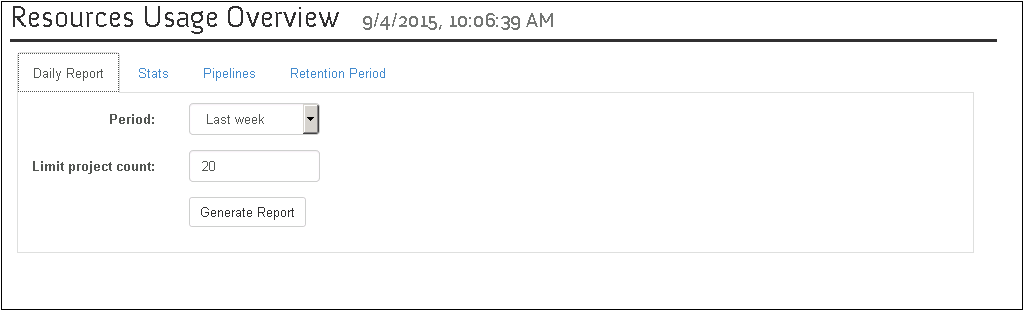 Resources Usage Overview 9/4/2015, 10:06:39 AM
Daily Report Stats Pipelines Retention Period
Period: Last week
Limit project count: 20
Generate Report